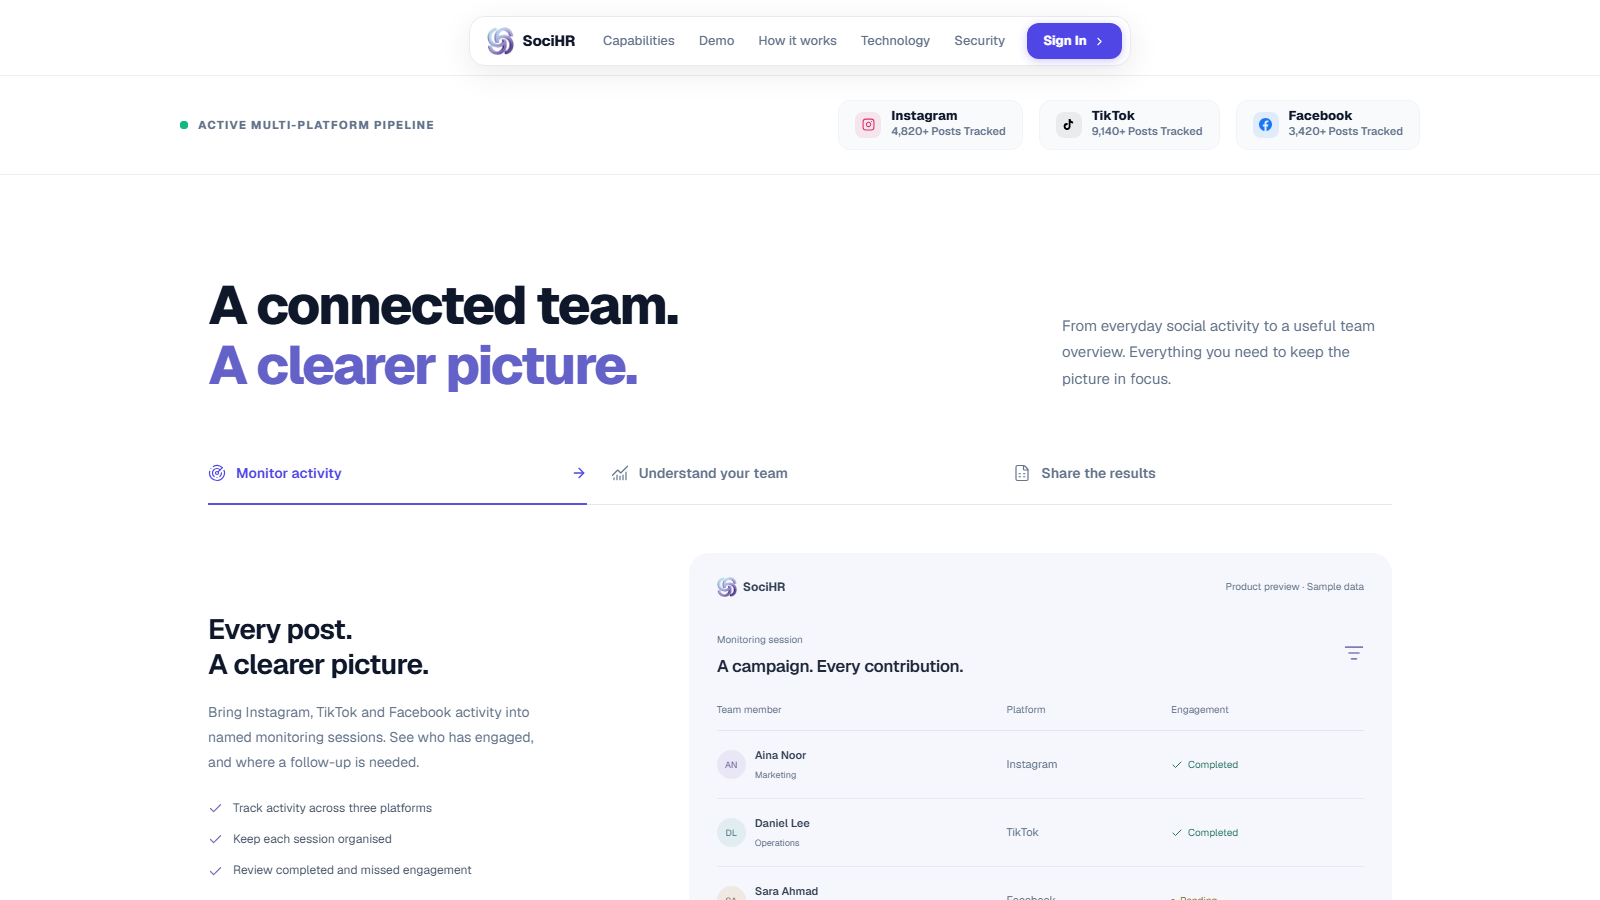 SociHR
Capabilities
Demo
How it works
Technology
Security
Sign In
ACTIVE MULTI-PLATFORM PIPELINE
Instagram
4,820+ Posts Tracked
TikTok
9,140+ Posts Tracked
Facebook
3,420+ Posts Tracked
A connected team.
A clearer picture.
From everyday social activity to a useful team
overview. Everything you need to keep the
picture in focus.
Monitor activity
Understand your team
Share the results
Every post.
A clearer picture.
Bring Instagram, TikTok and Facebook activity into
named monitoring sessions. See who has engaged,
and where a follow-up is needed.
Track activity across three platforms
Keep each session organised
Review completed and missed engagement
SociHR
Product preview · Sample data
Monitoring session
A campaign. Every contribution.
Team member
Platform
Engagement
AN
Aina Noor
Marketing
Instagram
Completed
DL
Daniel Lee
Operations
TikTok
Completed
Sara Ahmad
Facebook
Pending